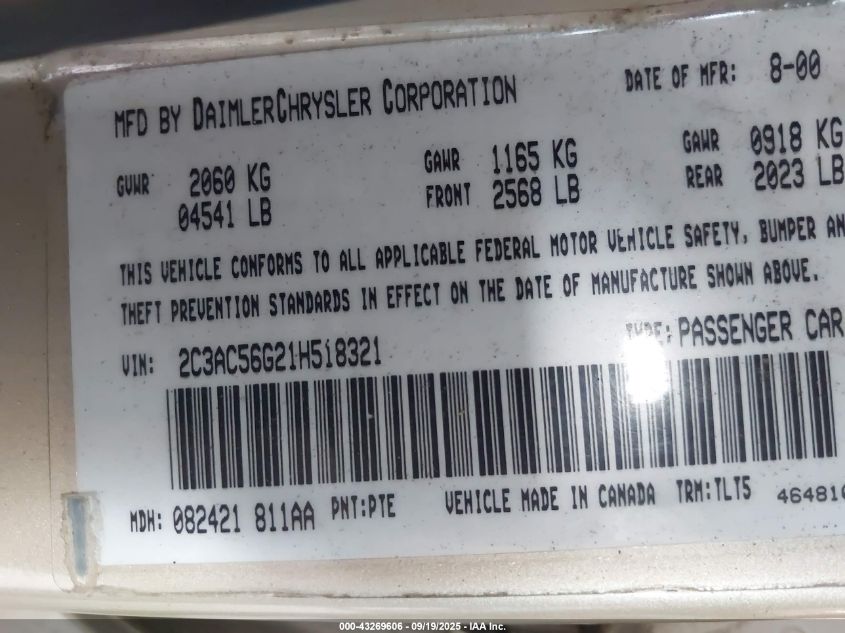 MFD BY DAIMLERCHRYSLER CORPORATION DATE OF MFR: 8-00
GVWR 2060 KG GAWR 1165 KG GAWR 0918 KG
04541 LB FRONT 2568 LB REAR 2023 LB
THIS VEHICLE CONFORMS TO ALL APPLICABLE FEDERAL MOTOR VEHICLE SAFETY, BUMPER AN
THEFT PREVENTION STANDARDS IN EFFECT ON THE DATE OF MANUFACTURE SHOWN ABOVE.
VIN: 2C3AC56G21H518321 TYPE: PASSENGER CAR
MDH: 082421 811AA PNT:PTE VEHICLE MADE IN CANADA TRM:TLT5 464810
000-43269606 - 09/19/2025 - IAA Inc.